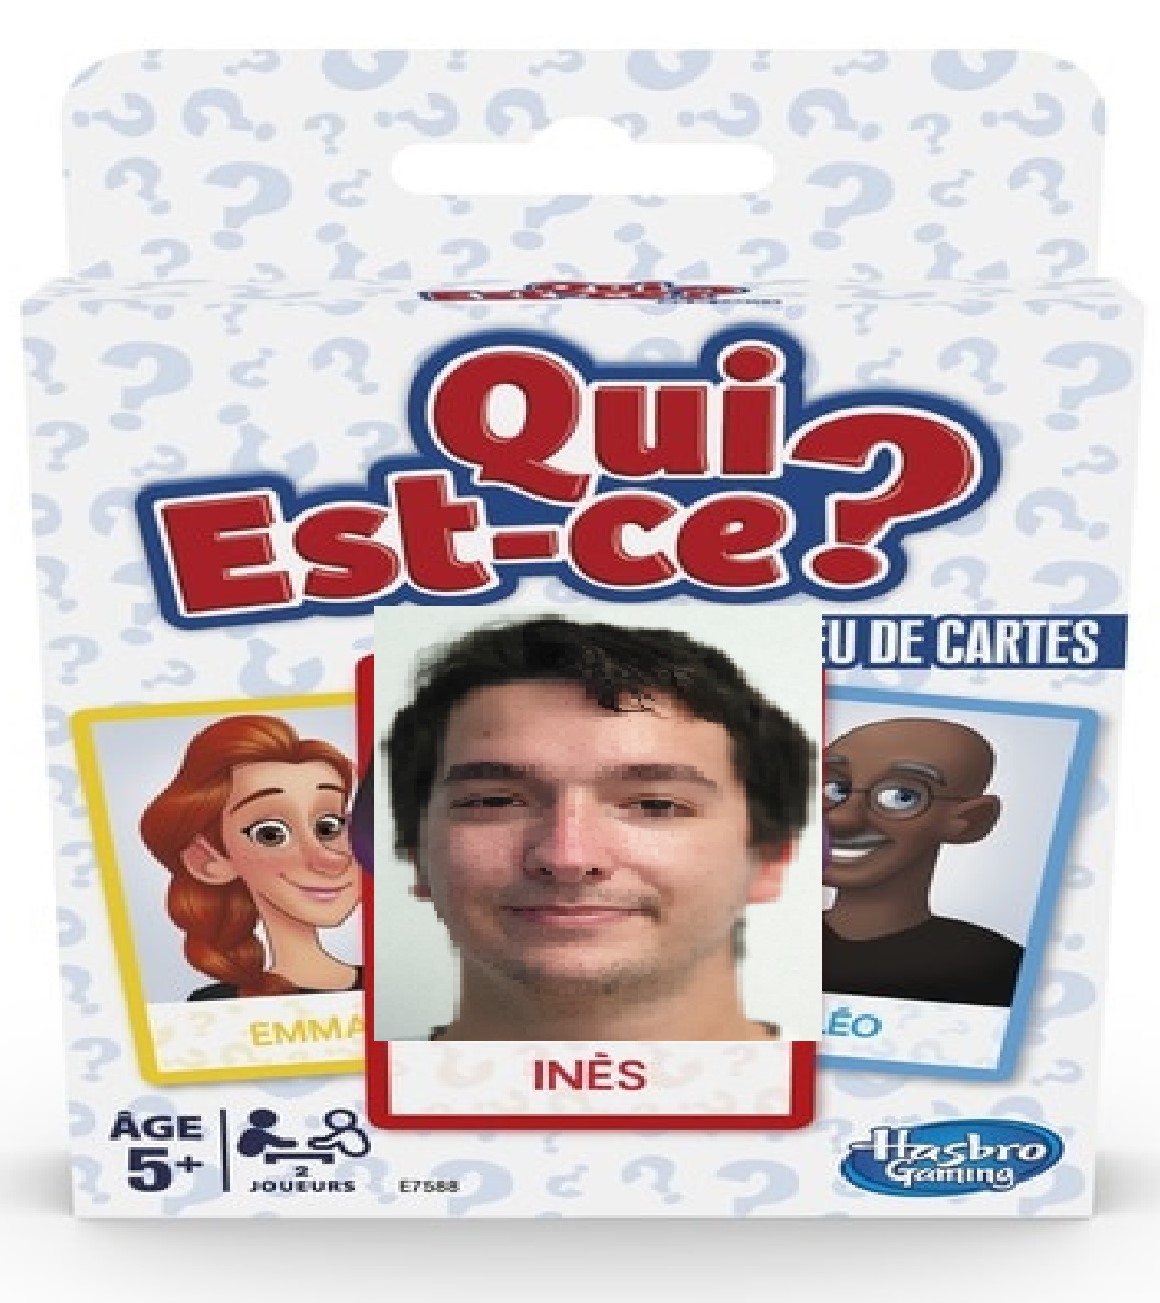 Qui
Est-ce?
EU DE CARTES
EMMA
INÈS
LÉO
ÂGE
5+
2
JOUEURS
E7588
Hasbro
Gaming